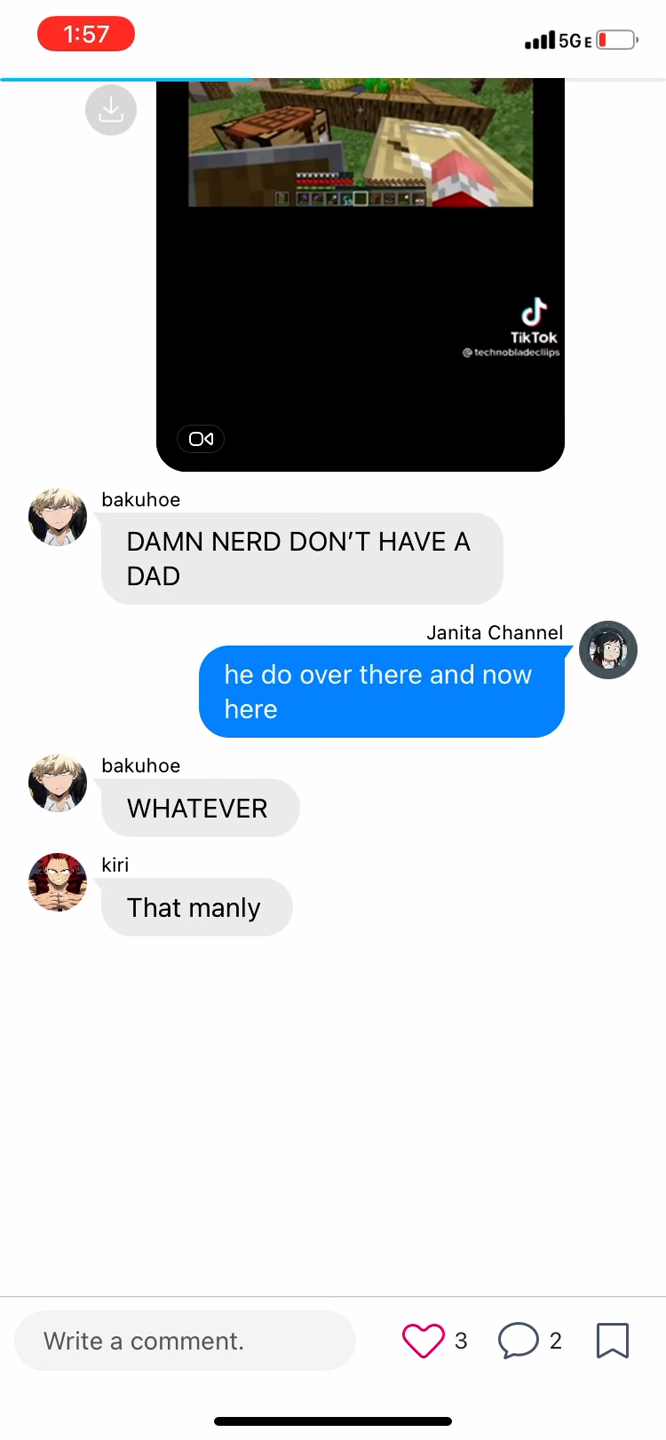 1:57
5G E
TikTok
@technobladecliips
bakuhoe
DAMN NERD DON'T HAVE A
DAD
Janita Channel
he do over there and now
here
bakuhoe
WHATEVER
kiri
That manly
Write a comment.
3
2